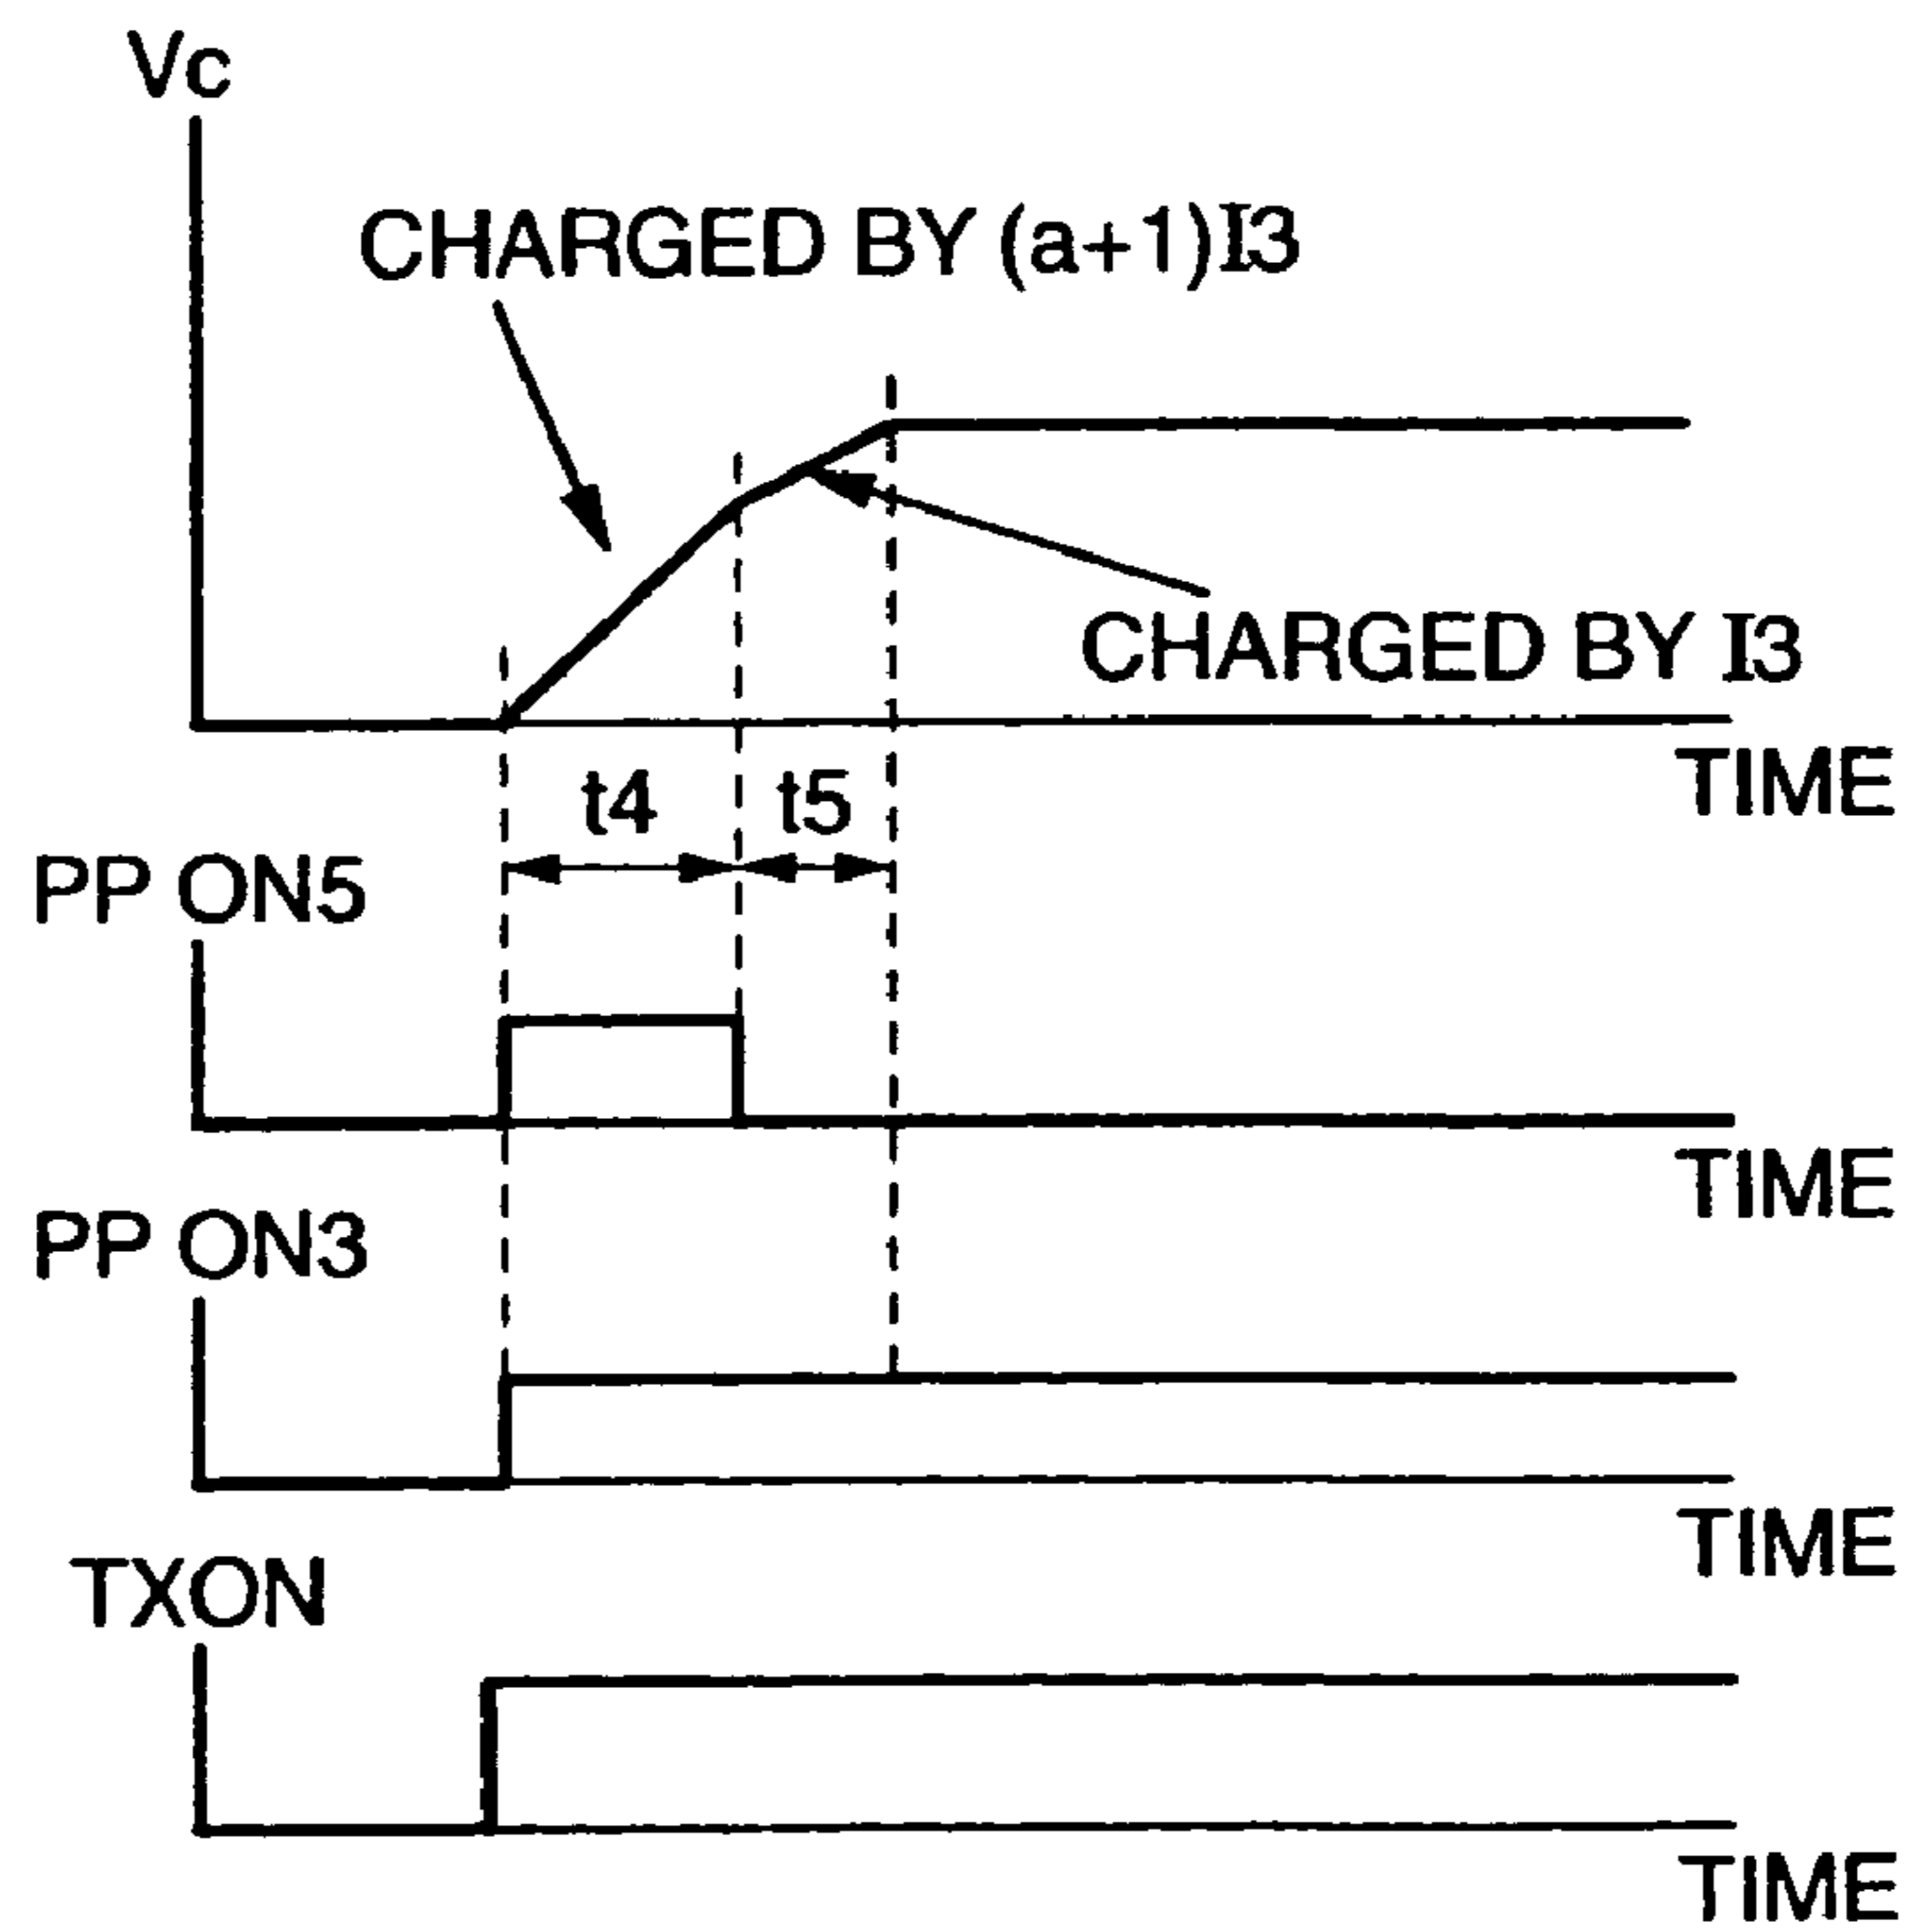 Vc
CHARGED BY (a+1)I3
CHARGED BY I3
TIME
t4
t5
PP ON5
TIME
PP ON3
TIME
TXON
TIME